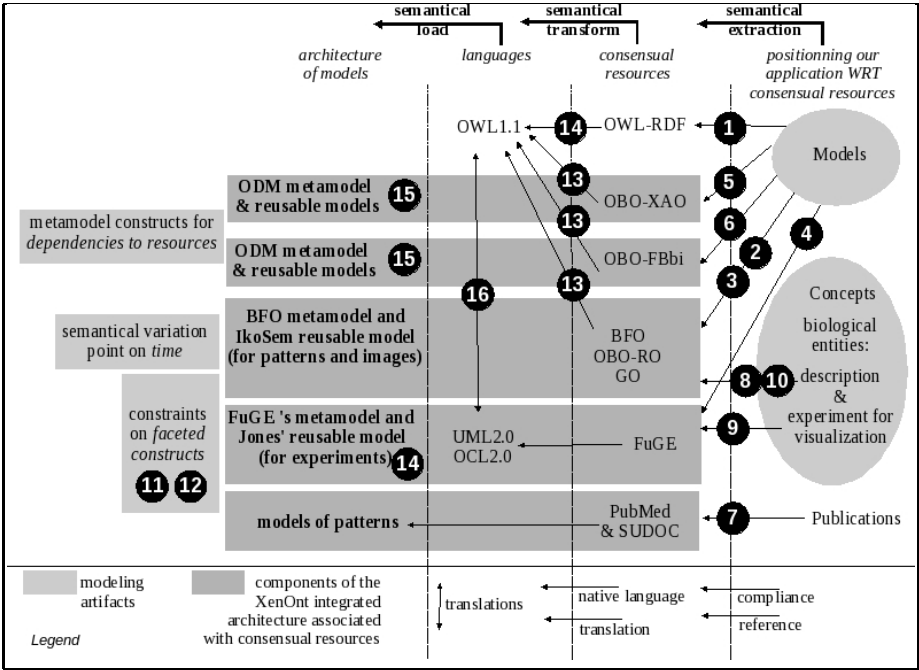 semantical load
semantical transform
semantical extraction
architecture of models
languages
consensual resources
positionning our application WRT consensual resources
OWL1.1
14
OWL-RDF
1
Models
ODM metamodel & reusable models
15
13
OBO-XAO
5
metamodel constructs for dependencies to resources
13
6
4
ODM metamodel & reusable models
15
OBO-FBbi
2
16
13
3
semantical variation point on time
BFO metamodel and IkoSem reusable model (for patterns and images)
BFO
OBO-RO
GO
8
10
Concepts
biological entities:
description & experiment for visualization
constraints on faceted constructs
11
12
FuGE 's metamodel and Jones' reusable model (for experiments)
14
UML2.0
OCL2.0
FuGE
9
models of patterns
PubMed & SUDOC
7
Publications
modeling artifacts
components of the XenOnt integrated architecture associated with consensual resources
translations
native language
compliance
translation
reference
Legend